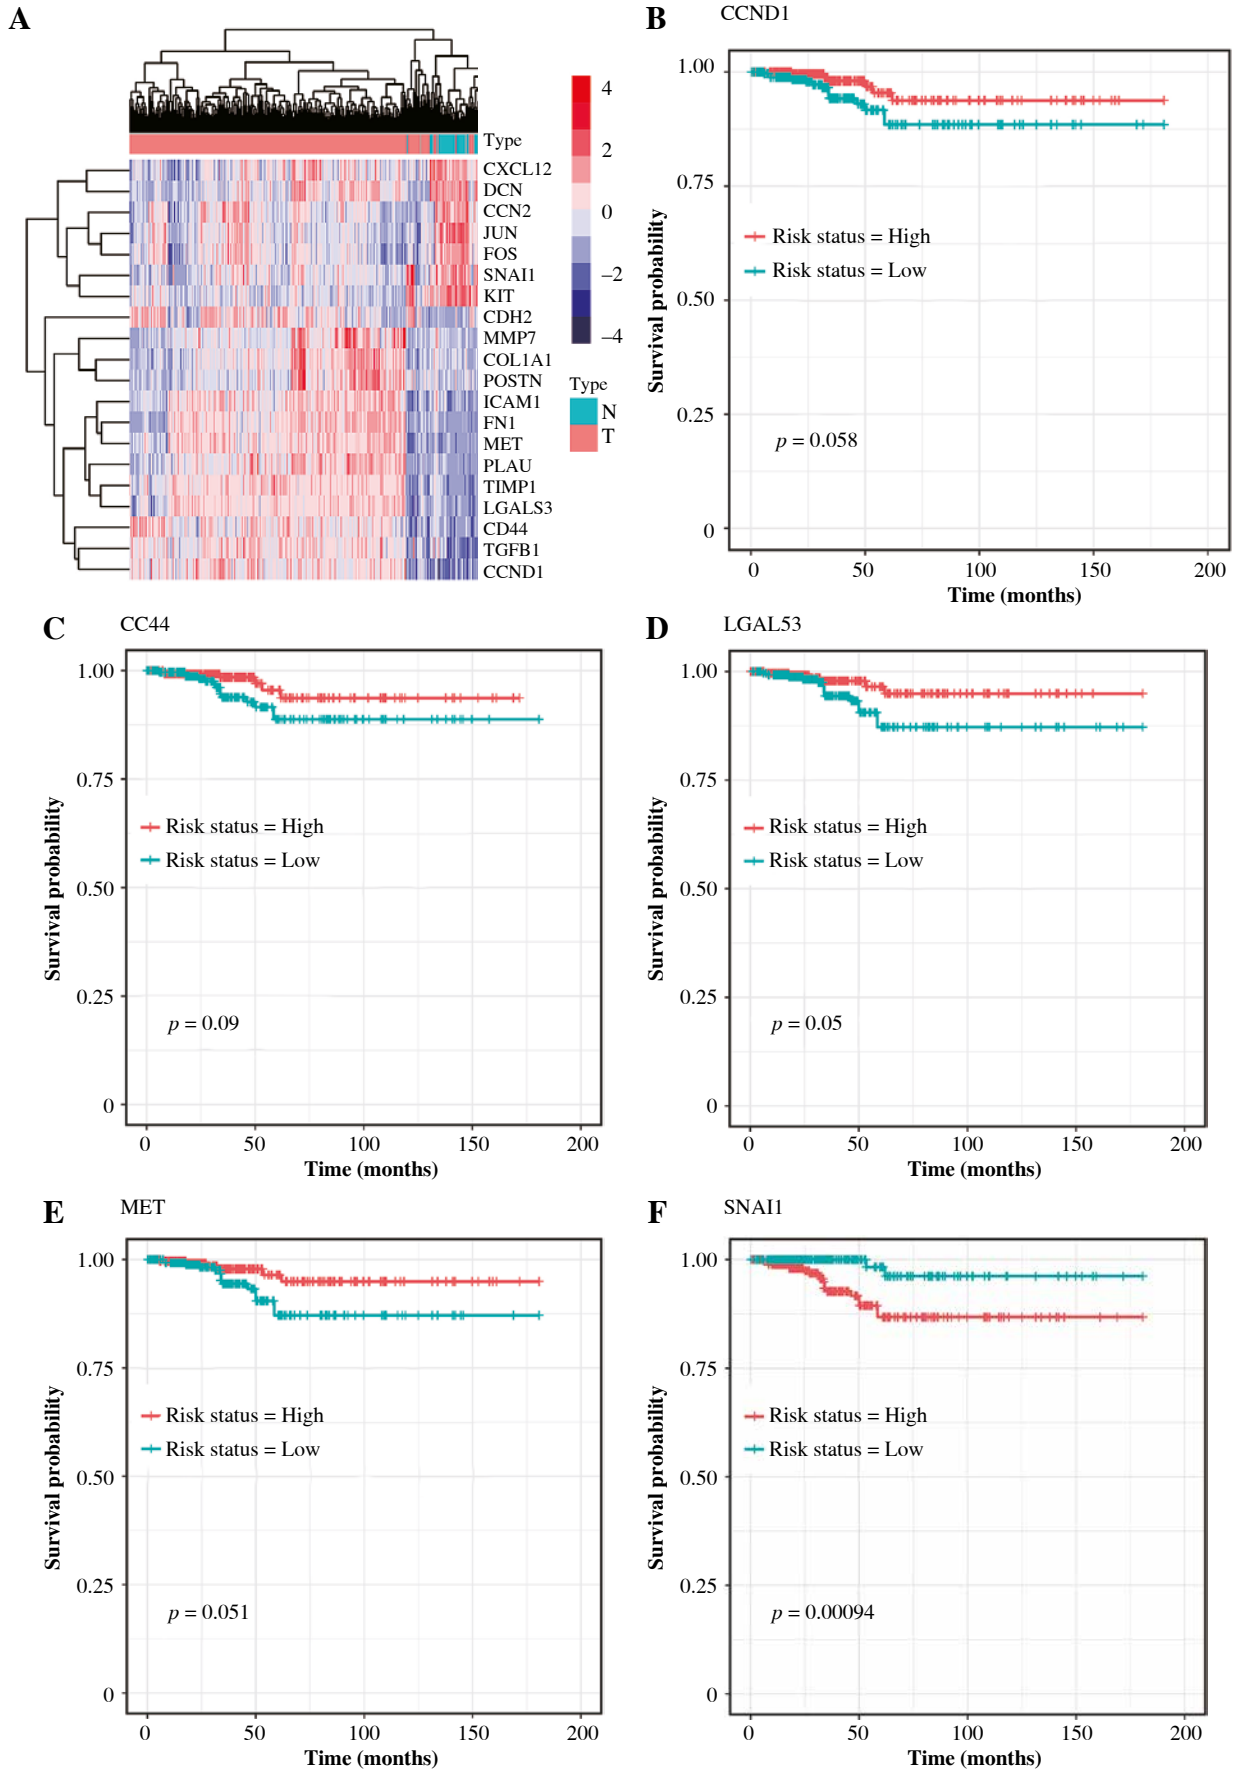 A
Type
CXCL12
DCN
CCN2
JUN
FOS
SNAI1
KIT
CDH2
MMP7
COL1A1
POSTN
ICAM1
FN1
MET
PLAU
TIMP1
LGALS3
CD44
TGFB1
CCND1
4
2
0
–2
–4
Type
N
T
B CCND1
Survival probability
1.00
0.75
0.50
0.25
0
Risk status = High
Risk status = Low
p = 0.058
0 50 100 150 200
Time (months)
C CC44
Survival probability
1.00
0.75
0.50
0.25
0
Risk status = High
Risk status = Low
p = 0.09
0 50 100 150 200
Time (months)
D LGAL53
Survival probability
1.00
0.75
0.50
0.25
0
Risk status = High
Risk status = Low
p = 0.05
0 50 100 150 200
Time (months)
E MET
Survival probability
1.00
0.75
0.50
0.25
0
Risk status = High
Risk status = Low
p = 0.051
0 50 100 150 200
Time (months)
F SNAI1
Survival probability
1.00
0.75
0.50
0.25
0
Risk status = High
Risk status = Low
p = 0.00094
0 50 100 150 200
Time (months)